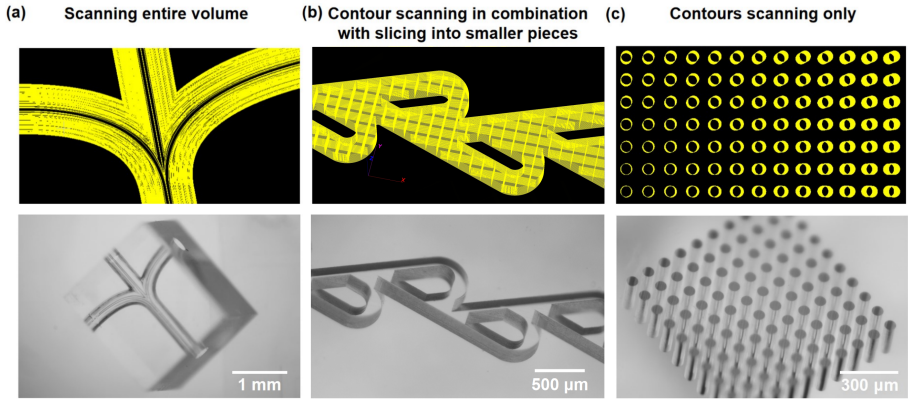 (a) Scanning entire volume
(b) Contour scanning in combination
with slicing into smaller pieces
(c) Contours scanning only
Y
X
1 mm
500 µm
300 µm